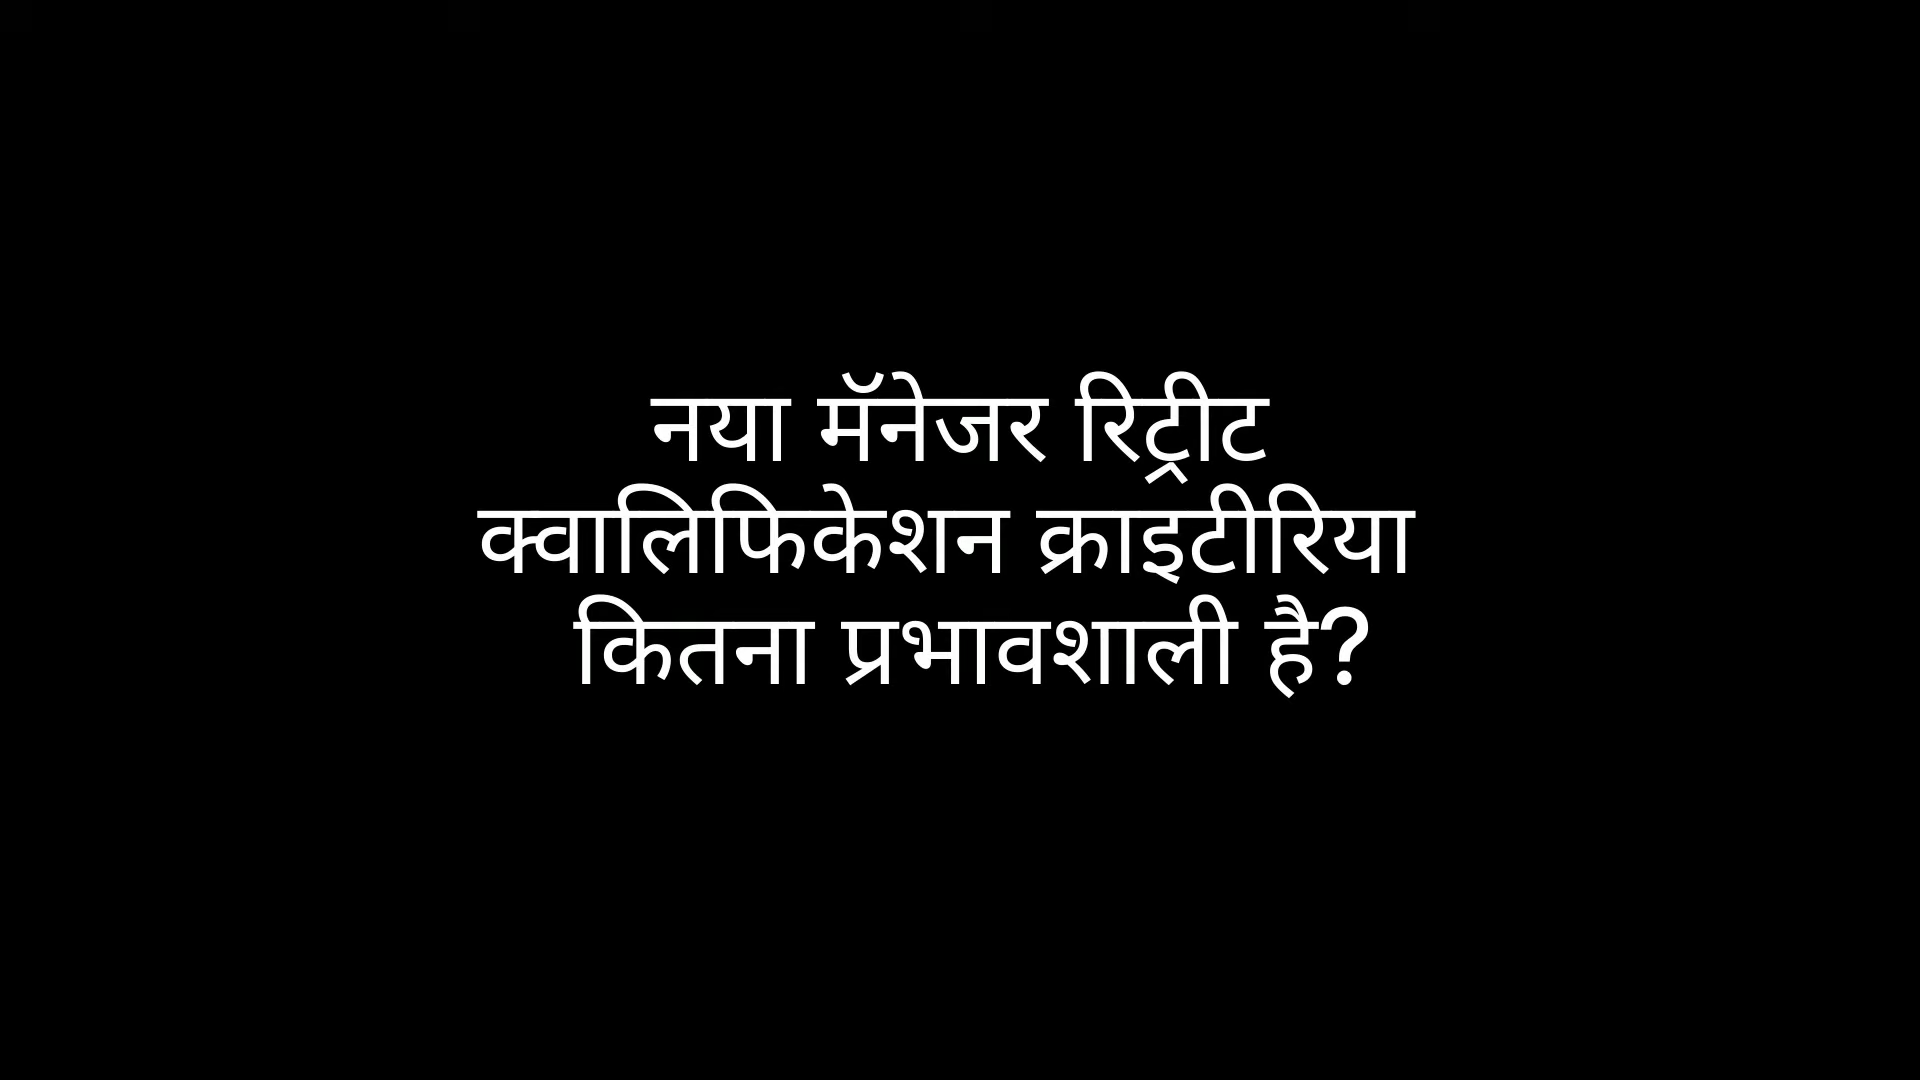 नया मॅनेजर रिट्रीट
क्वालिफिकेशन क्राइटीरिया
कितना प्रभावशाली है?